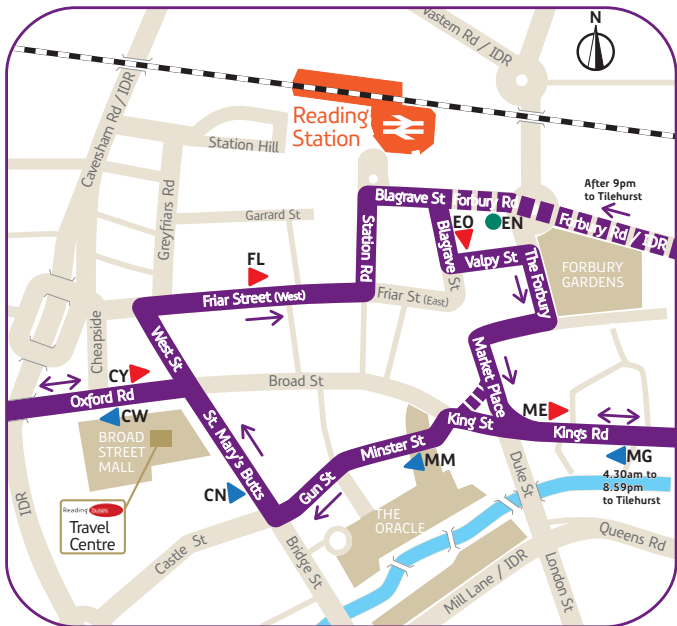 N
Vastern Rd / IDR
Caversham Rd / IDR
Reading
Station
Station Hill
Greyfriars Rd
After 9pm
to Tilehurst
Blagrave St
Forbury Rd
Forbury Rd / IDR
EO
EN
Garrard St
Station Rd
Blagrave St
Valpy St
The Forbury
FORBURY
GARDENS
FL
Friar Street (West)
Friar St (East)
Cheapside
West St
Market Place
CY
Oxford Rd
Broad St
CW
ME
King St
King's Rd
BROAD
STREET
MALL
St. Mary's Butts
Minster St
MM
MG
4.30am to
8.59pm
to Tilehurst
CN
Gun St
Duke St
IDR
Reading buses
Travel
Centre
THE
ORACLE
Castle St
Bridge St
Queens Rd
Mill Lane / IDR
London St